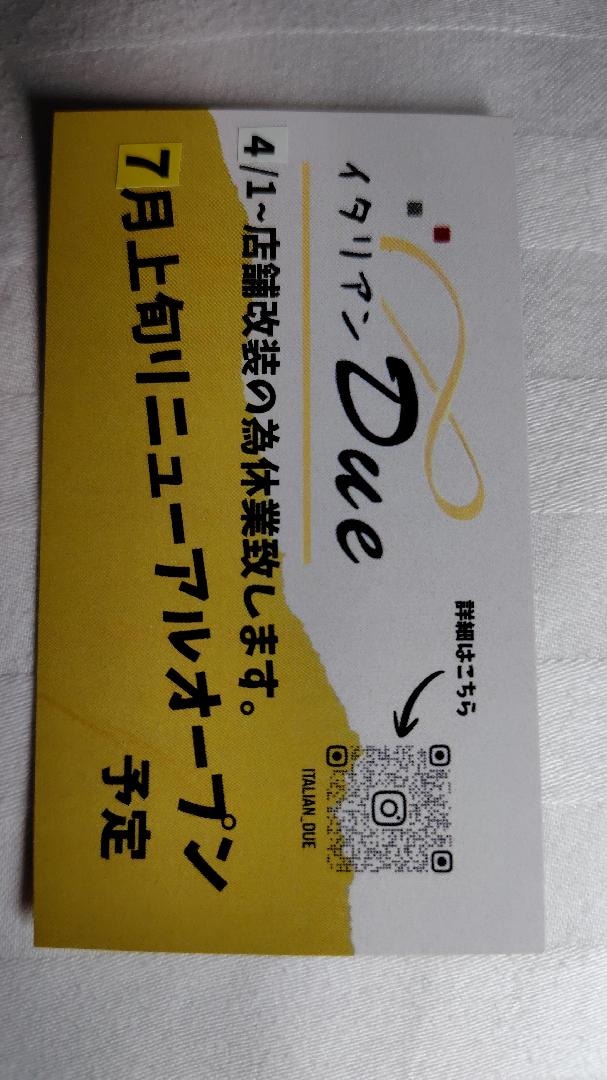 イタリアン Due
詳細はこちら
ITALIAN_DUE
4/1~店舗改装の為休業致します。
7月上旬リニューアルオープン
予定